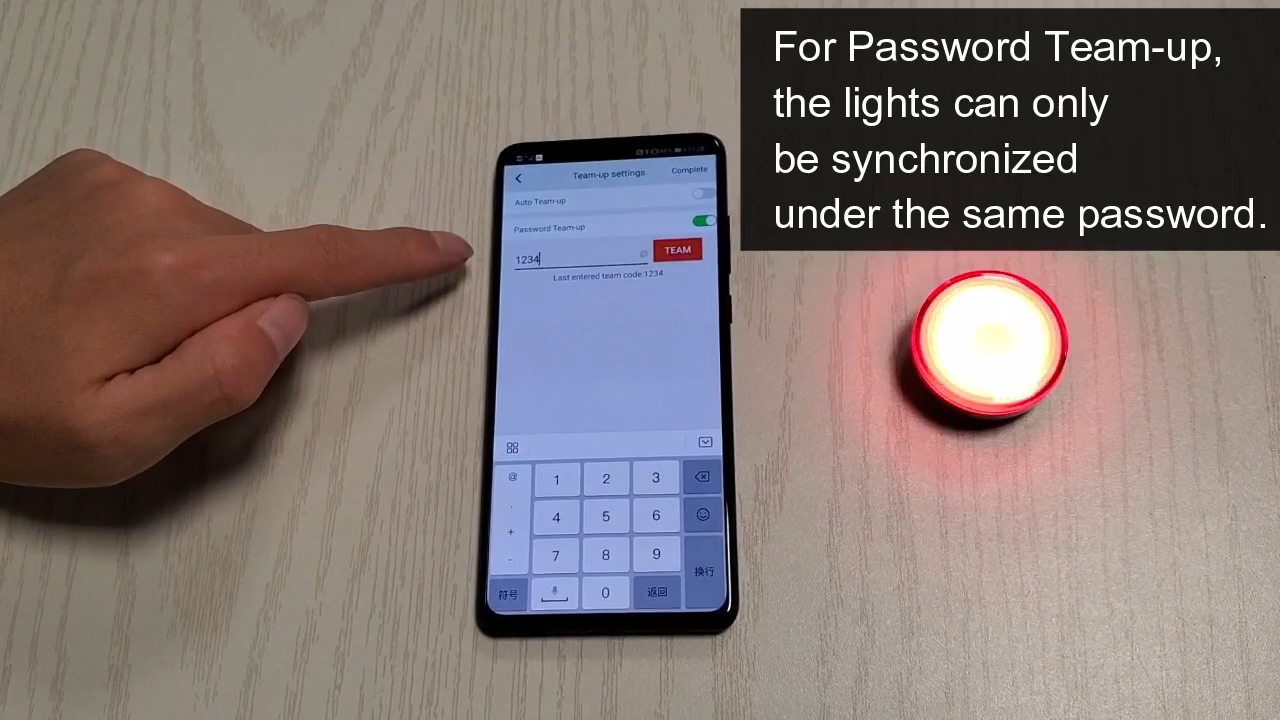 For Password Team-up,
the lights can only
be synchronized
under the same password.
Team-up settings
Complete
Auto Team-up
Password Team-up
1234
TEAM
Last entered team code:1234
@
1
2
3
.
4
5
6
+
7
8
9
-
换行
符号
0
返回